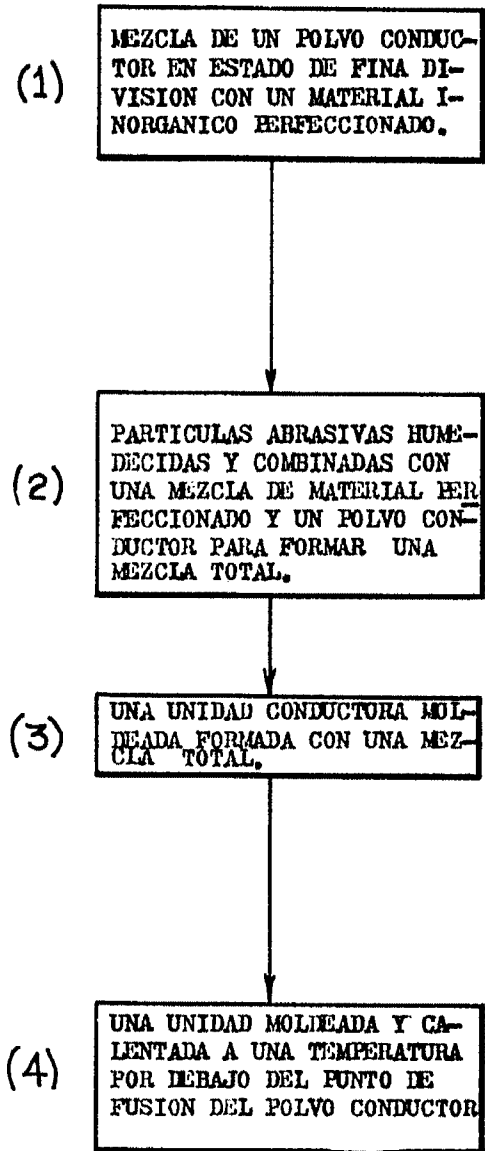 (1)
MEZCLA DE UN POLVO CONDUC-
TOR EN ESTADO DE FINA DI-
VISION CON UN MATERIAL I-
NORGANICO PERFECCIONADO.
(2)
PARTICULAS ABRASIVAS HUME-
DECIDAS Y COMBINADAS CON
UNA MEZCLA DE MATERIAL PER
FECCIONADO Y UN POLVO CON-
DUCTOR PARA FORMAR UNA
MEZCLA TOTAL.
(3)
UNA UNIDAD CONDUCTORA MOL-
DEADA FORMADA CON UNA MEZ-
CLA TOTAL.
(4)
UNA UNIDAD MOLDEADA Y CA-
LENTADA A UNA TEMPERATURA
POR DEBAJO DEL PUNTO DE
FUSION DEL POLVO CONDUCTOR